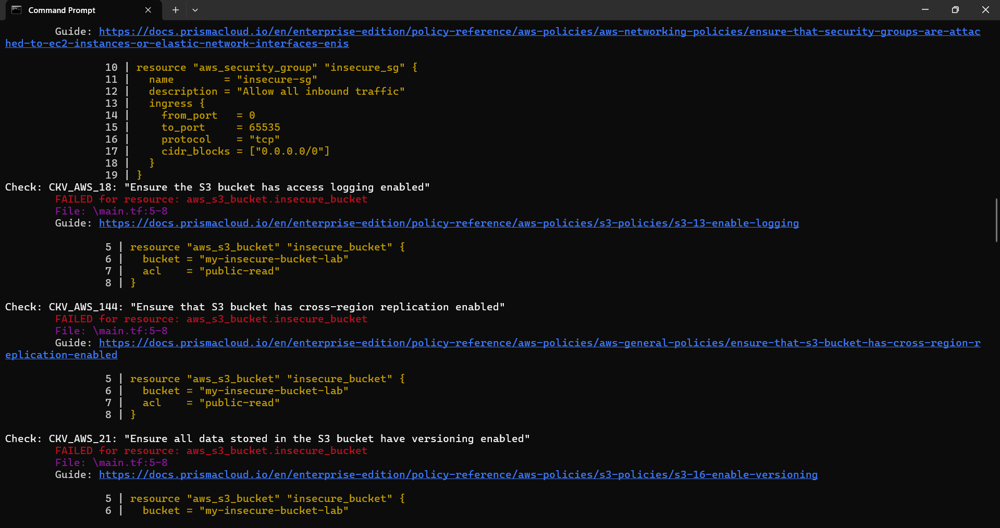 Command Prompt
Guide: https://docs.prismacloud.io/en/enterprise-edition/policy-reference/aws-policies/aws-networking-policies/ensure-that-security-groups-are-attac
hed-to-ec2-instances-or-elastic-network-interfaces-enis
10 | resource "aws_security_group" "insecure_sg" {
11 |   name        = "insecure-sg"
12 |   description = "Allow all inbound traffic"
13 |   ingress {
14 |     from_port   = 0
15 |     to_port     = 65535
16 |     protocol    = "tcp"
17 |     cidr_blocks = ["0.0.0.0/0"]
18 |   }
19 | }
Check: CKV_AWS_18: "Ensure the S3 bucket has access logging enabled"
FAILED for resource: aws_s3_bucket.insecure_bucket
File: \main.tf:5-8
Guide: https://docs.prismacloud.io/en/enterprise-edition/policy-reference/aws-policies/s3-policies/s3-13-enable-logging
5 | resource "aws_s3_bucket" "insecure_bucket" {
6 |   bucket = "my-insecure-bucket-lab"
7 |   acl    = "public-read"
8 | }
Check: CKV_AWS_144: "Ensure that S3 bucket has cross-region replication enabled"
FAILED for resource: aws_s3_bucket.insecure_bucket
File: \main.tf:5-8
Guide: https://docs.prismacloud.io/en/enterprise-edition/policy-reference/aws-policies/aws-general-policies/ensure-that-s3-bucket-has-cross-region-r
eplication-enabled
5 | resource "aws_s3_bucket" "insecure_bucket" {
6 |   bucket = "my-insecure-bucket-lab"
7 |   acl    = "public-read"
8 | }
Check: CKV_AWS_21: "Ensure all data stored in the S3 bucket have versioning enabled"
FAILED for resource: aws_s3_bucket.insecure_bucket
File: \main.tf:5-8
Guide: https://docs.prismacloud.io/en/enterprise-edition/policy-reference/aws-policies/s3-policies/s3-16-enable-versioning
5 | resource "aws_s3_bucket" "insecure_bucket" {
6 |   bucket = "my-insecure-bucket-lab"